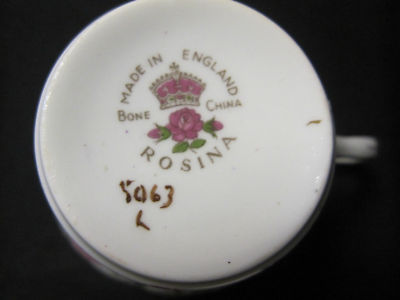 MADE IN ENGLAND
BONE CHINA
ROSINA
5063
L